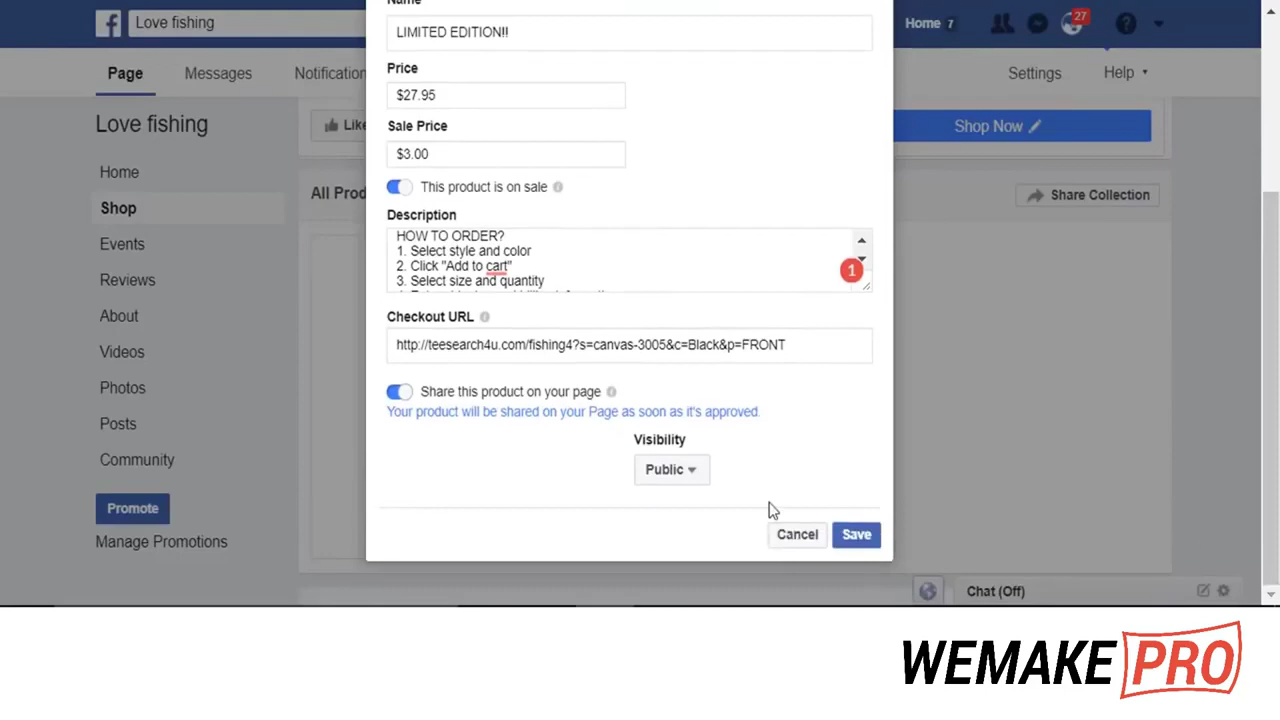 Name
Love fishing
LIMITED EDITION!!
Home 7
27
?
Page
Messages
Price
Settings
Help
$27.95
Love fishing
Sale Price
Shop Now
$3.00
Home
This product is on sale
Share Collection
Shop
Description
HOW TO ORDER?
1. Select style and color
2. Click "Add to cart"
3. Select size and quantity
1
Events
Reviews
About
Checkout URL
http://teesearch4u.com/fishing4?s=canvas-3005&c=Black&p=FRONT
Videos
Photos
Share this product on your page
Your product will be shared on your Page as soon as it's approved.
Posts
Visibility
Community
Public
Promote
Cancel
Save
Manage Promotions
Chat (Off)
WEMAKE PRO